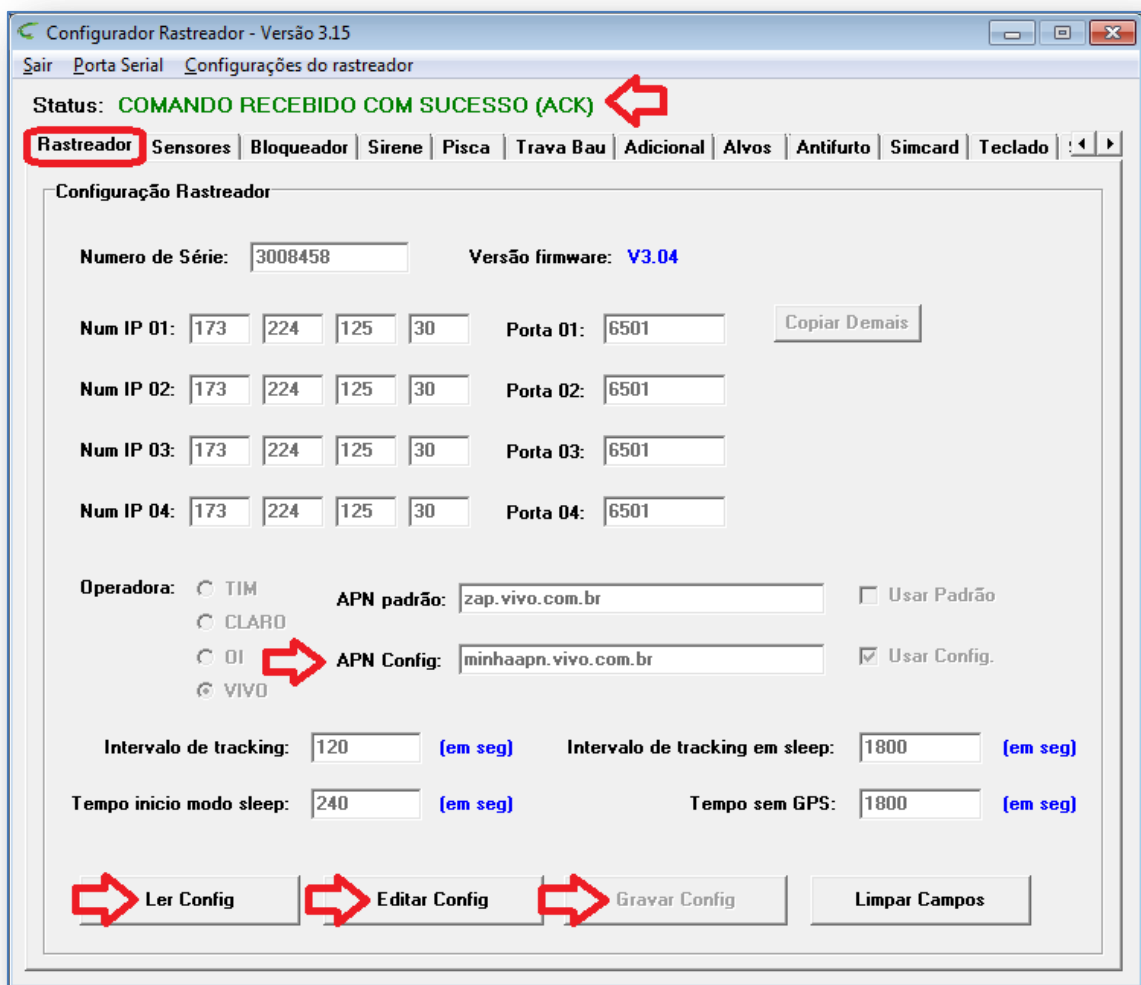 Configurador Rastreador - Versão 3.15
Sair Porta Serial Configurações do rastreador
Status: COMANDO RECEBIDO COM SUCESSO (ACK)
Rastreador Sensores Bloqueador Sirene Pisca Trava Bau Adicional Alvos Antifurto Simcard Teclado
Configuração Rastreador
Numero de Série: 3008458 Versão firmware: V3.04
Num IP 01: 173 224 125 30 Porta 01: 6501 Copiar Demais
Num IP 02: 173 224 125 30 Porta 02: 6501
Num IP 03: 173 224 125 30 Porta 03: 6501
Num IP 04: 173 224 125 30 Porta 04: 6501
Operadora: TIM APN padrão: zap.vivo.com.br Usar Padrão
CLARO
OI APN Config: minhaapn.vivo.com.br Usar Config.
VIVO
Intervalo de tracking: 120 (em seg) Intervalo de tracking em sleep: 1800 (em seg)
Tempo inicio modo sleep: 240 (em seg) Tempo sem GPS: 1800 (em seg)
Ler Config Editar Config Gravar Config Limpar Campos